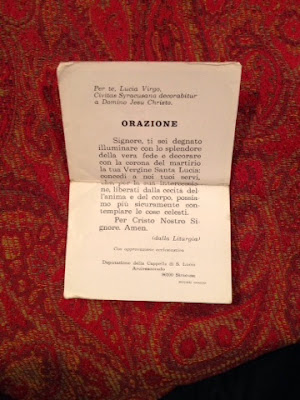 Per te, Lucia Virgo,
Civitas Syracusana decorabitur
a Domino Jesu Christo.
ORAZIONE
Signore, ti sei degnato
illuminare con lo splendore
della vera fede e decorare
con la corona del martirio
la tua Vergine Santa Lucia:
concedi a noi tuoi servi,
che per la sua intercessione,
liberati dalla cecità del
l'anima e del corpo, possia-
mo più sicuramente con-
templare le cose celesti.
Per Cristo Nostro Si-
gnore. Amen.
(dalla Liturgia)
Con approvazione ecclesiastica
Deputazione della Cappella di S. Lucia
96100 Siracusa